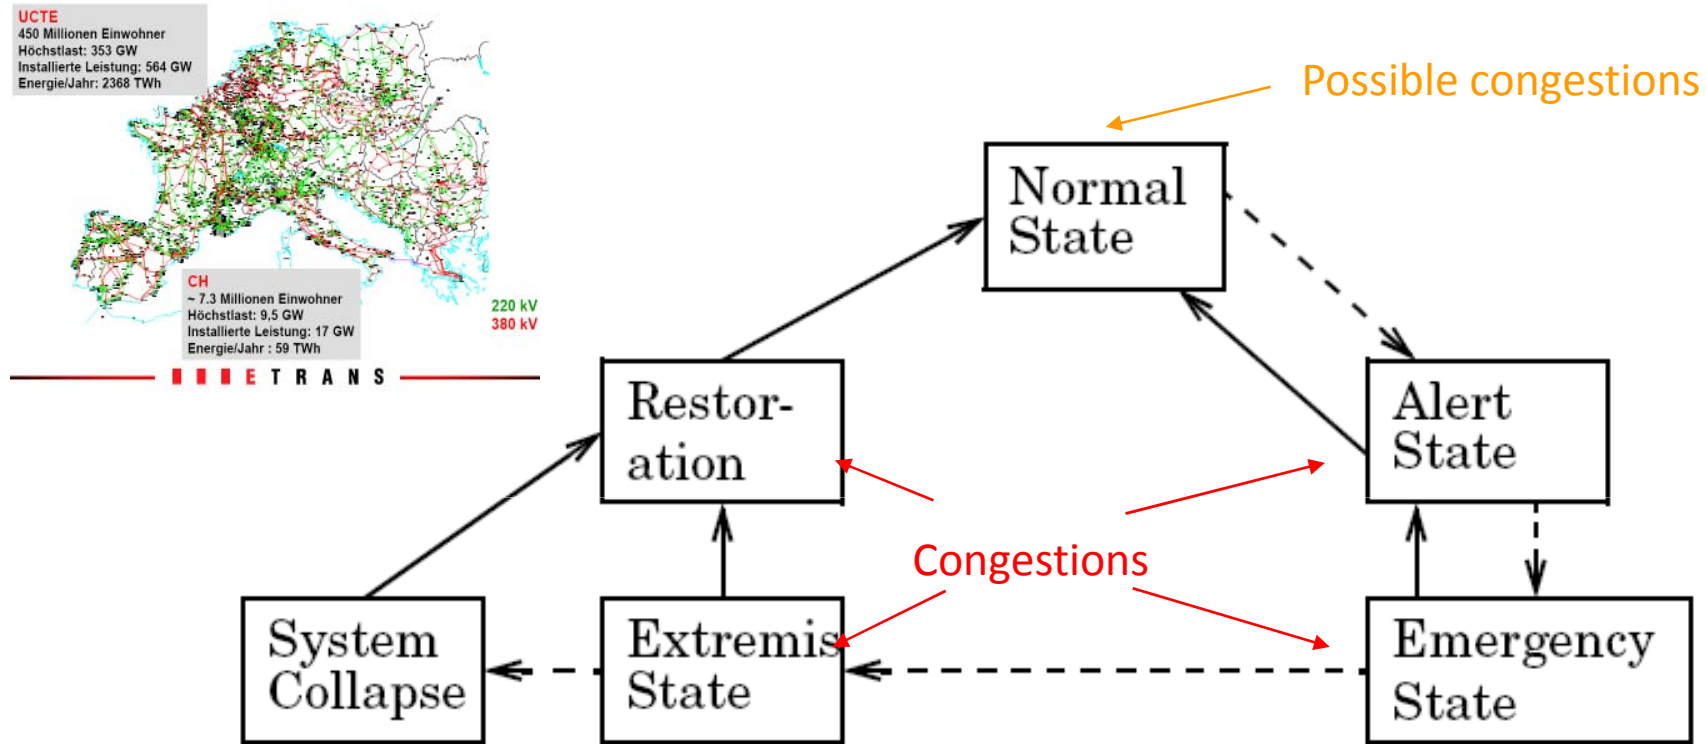 UCTE
450 Millionen Einwohner
Höchstlast: 353 GW
Installierte Leistung: 564 GW
Energie/Jahr: 2368 TWh
CH
~ 7.3 Millionen Einwohner
Höchstlast: 9,5 GW
Installierte Leistung: 17 GW
Energie/Jahr : 59 TWh
220 kV
380 kV
ETRANS
Possible congestions
Normal
State
Restor-
ation
Alert
State
Congestions
System
Collapse
Extremis
State
Emergency
State